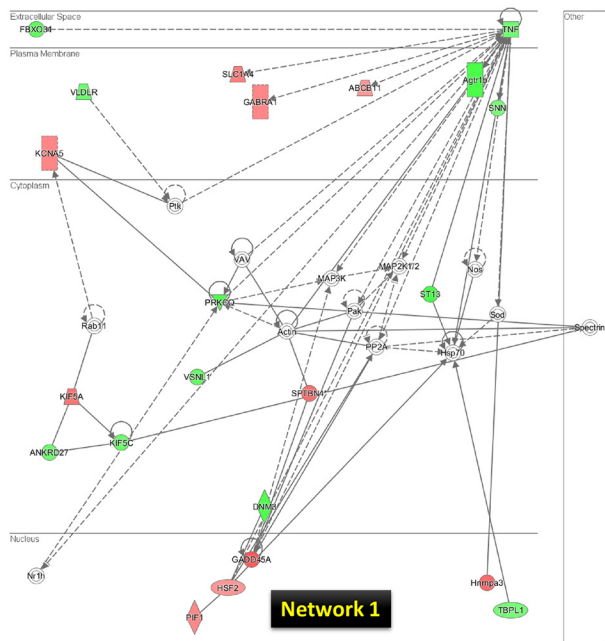 Extracellular Space
Other
FBXO34
TNF
Plasma Membrane
SLC1A4
GABRA1
ABCB11
Agtr1b
VLDLR
SNN
KCNA5
Cytoplasm
Ptk
VAV
MAP3K
MAP2K1/2
Nos
PRKCQ
ST13
Rab11
Pak
Sod
Actin
Spectrin
PP2A
Hsp70
VSNL1
KIF5A
SPTBN4
ANKRD27
KIF5C
DNM3
Nucleus
GADD45A
Nr1h
HSF2
Hnrnpa3
PIF1
Network 1
TBPL1